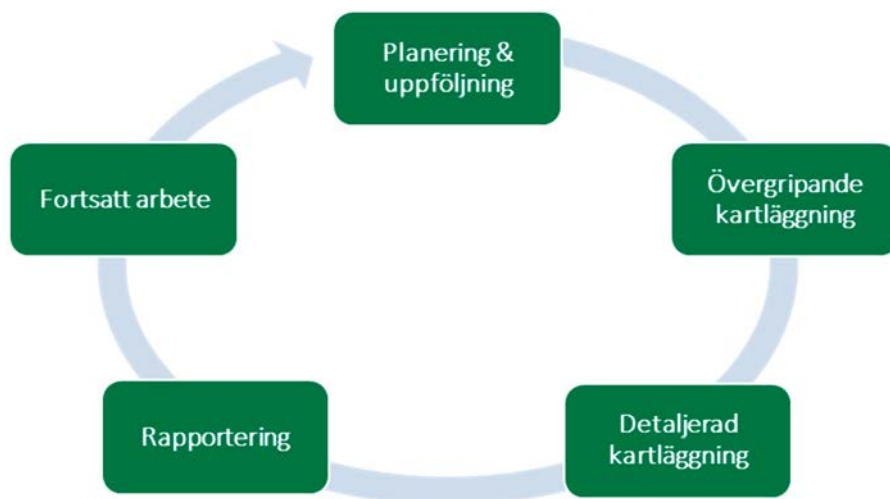 Planering &
uppföljning
Övergripande
kartläggning
Detaljerad
kartläggning
Rapportering
Fortsatt arbete